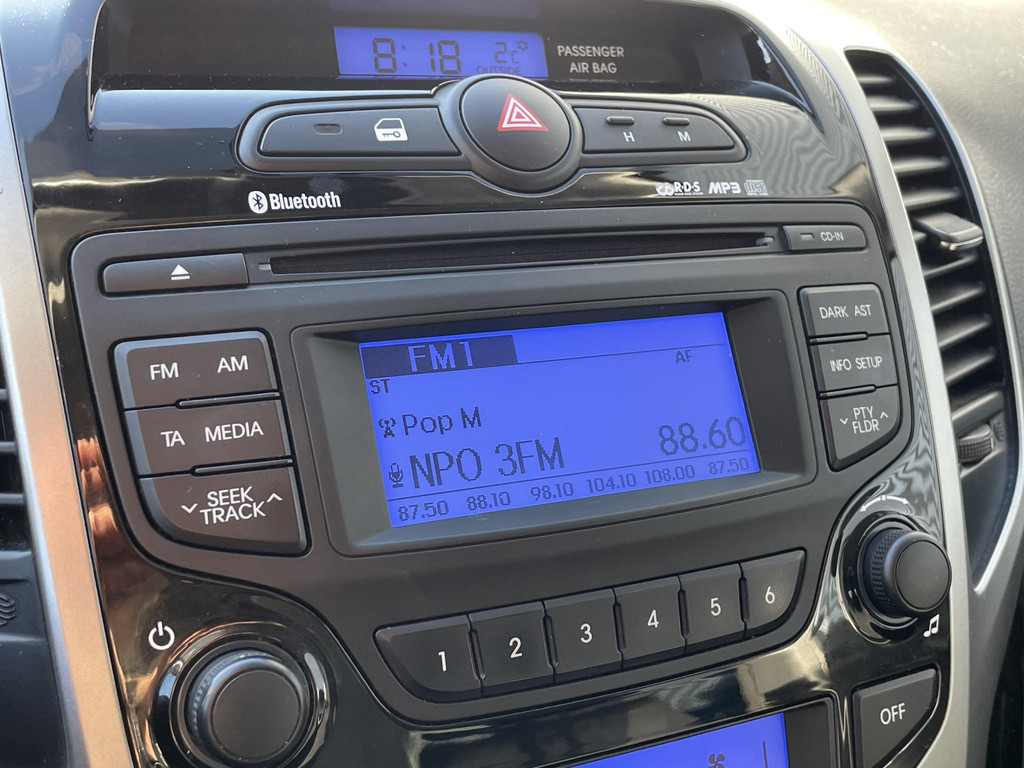 8:18 2°c
OUTSIDE
PASSENGER
AIR BAG
H M
Bluetooth
R·D·S MP3
CD-IN
FM AM
TA MEDIA
SEEK
TRACK
FM1
AF
ST
Pop M
NPO 3FM 88.60
87.50 88.10 98.10 104.10 108.00 87.50
DARK AST
INFO SETUP
PTY
FLDR
1 2 3 4 5 6
OFF